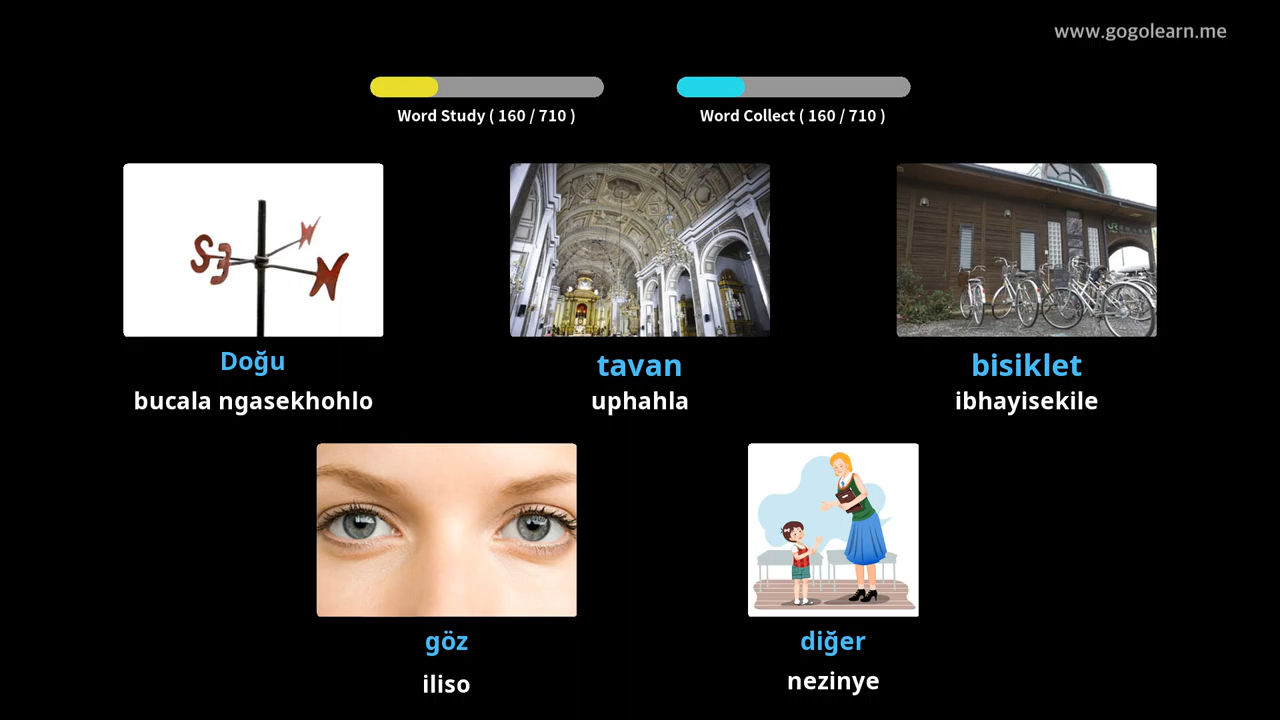 www.gogolearn.me
Word Study ( 160 / 710 )
Word Collect ( 160 / 710 )
Doğu
bucala ngasekhohlo
tavan
uphahla
bisiklet
ibhayisekile
göz
iliso
diğer
nezinye